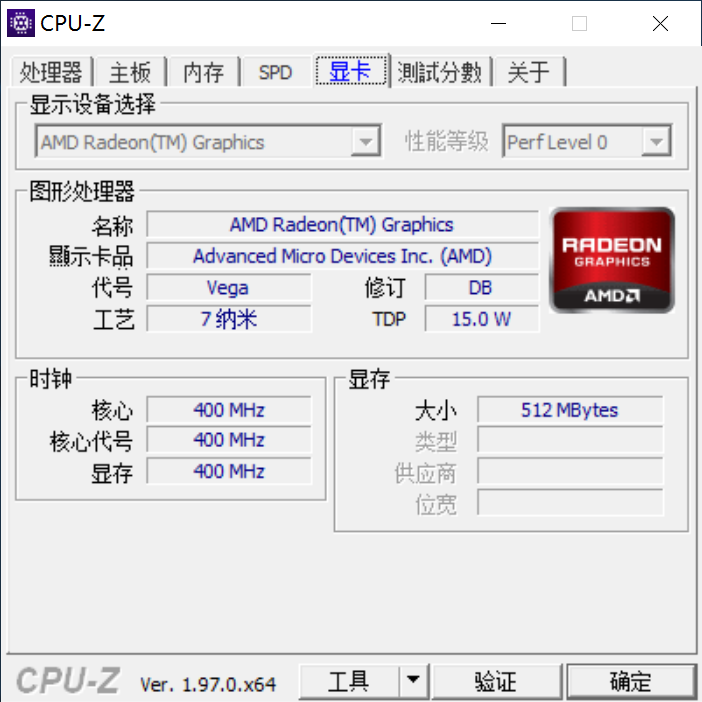 CPU-Z
处理器 主板 内存 SPD 显卡 測試分數 关于
显示设备选择
AMD Radeon(TM) Graphics 性能等级 Perf Level 0
图形处理器
名称 AMD Radeon(TM) Graphics
顯示卡品 Advanced Micro Devices Inc. (AMD)
代号 Vega 修订 DB
工艺 7 纳米 TDP 15.0 W
RADEON
GRAPHICS
AMD
时钟
核心 400 MHz
核心代号 400 MHz
显存 400 MHz
显存
大小 512 MBytes
类型
供应商
位宽
CPU-Z Ver. 1.97.0.x64 工具 验证 确定